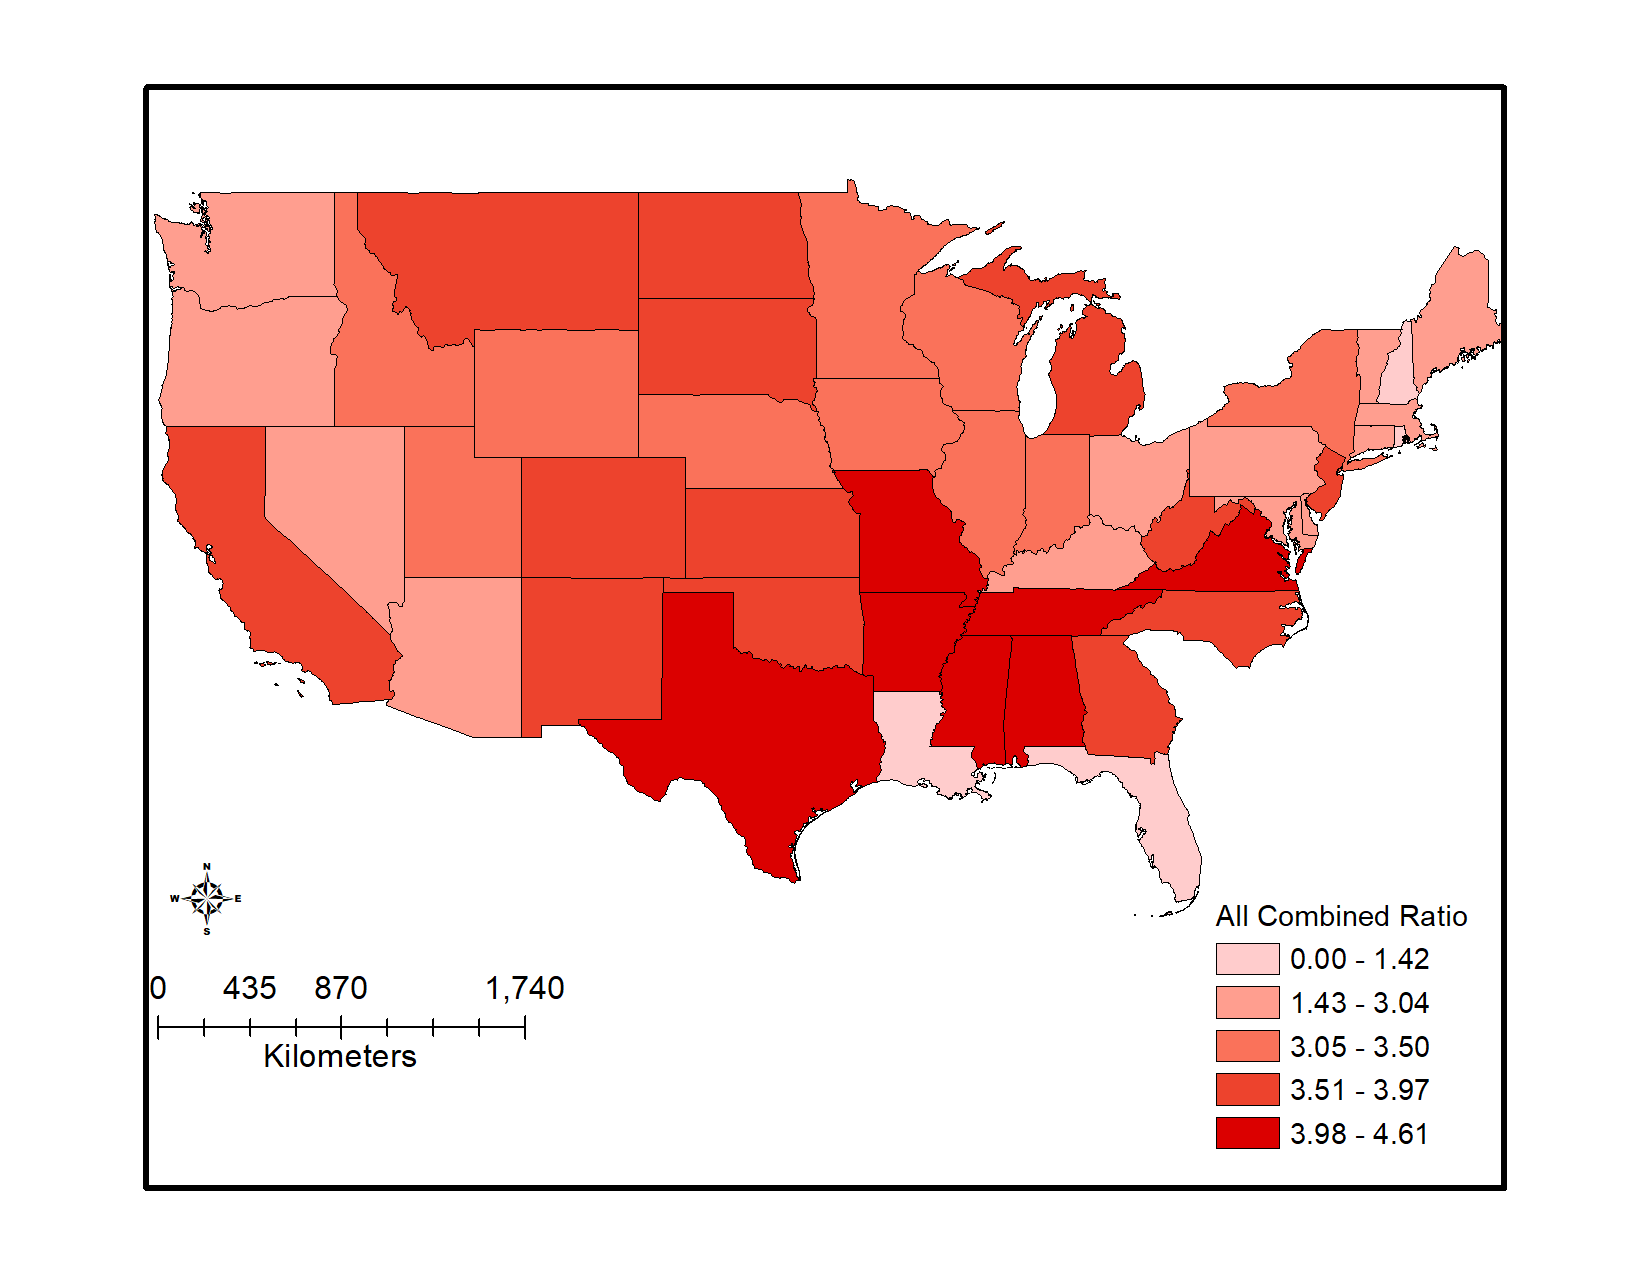 N
W E
S
0 435 870 1,740
Kilometers
All Combined Ratio
0.00 - 1.42
1.43 - 3.04
3.05 - 3.50
3.51 - 3.97
3.98 - 4.61